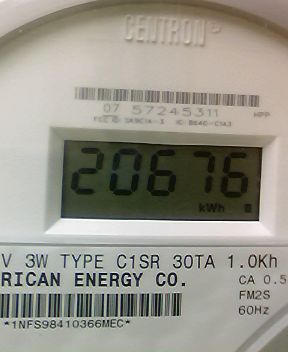 CENTRON
07 57245311 HPP
20676
kWh
V 3W TYPE C1SR 30TA 1.0Kh
RICAN ENERGY CO.
CA 0.5
FM2S
60Hz
*1NFS98410366MEC*